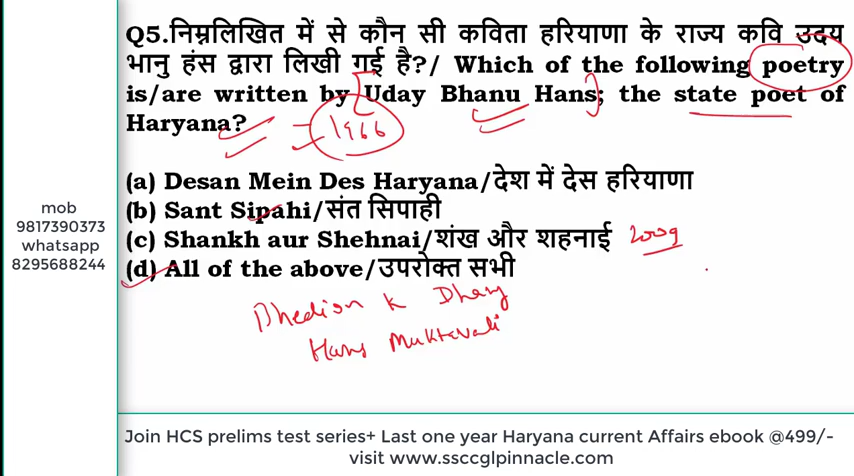 Q5.निम्नलिखित में से कौन सी कविता हरियाणा के राज्य कवि उदय
भानु हंस द्वारा लिखी गई है?/ Which of the following poetry
is/are written by Uday Bhanu Hans; the state poet of
Haryana?
1966
(a) Desan Mein Des Haryana/देश में देस हरियाणा
(b) Sant Sipahi/संत सिपाही
(c) Shankh aur Shehnai/शंख और शहनाई 2009
(d) All of the above/उपरोक्त सभी
K
Hans Muktavali
mob
9817390373
whatsapp
8295688244
Join HCS prelims test series+ Last one year Haryana current Affairs ebook @499/-
visit www.ssccglpinnacle.com